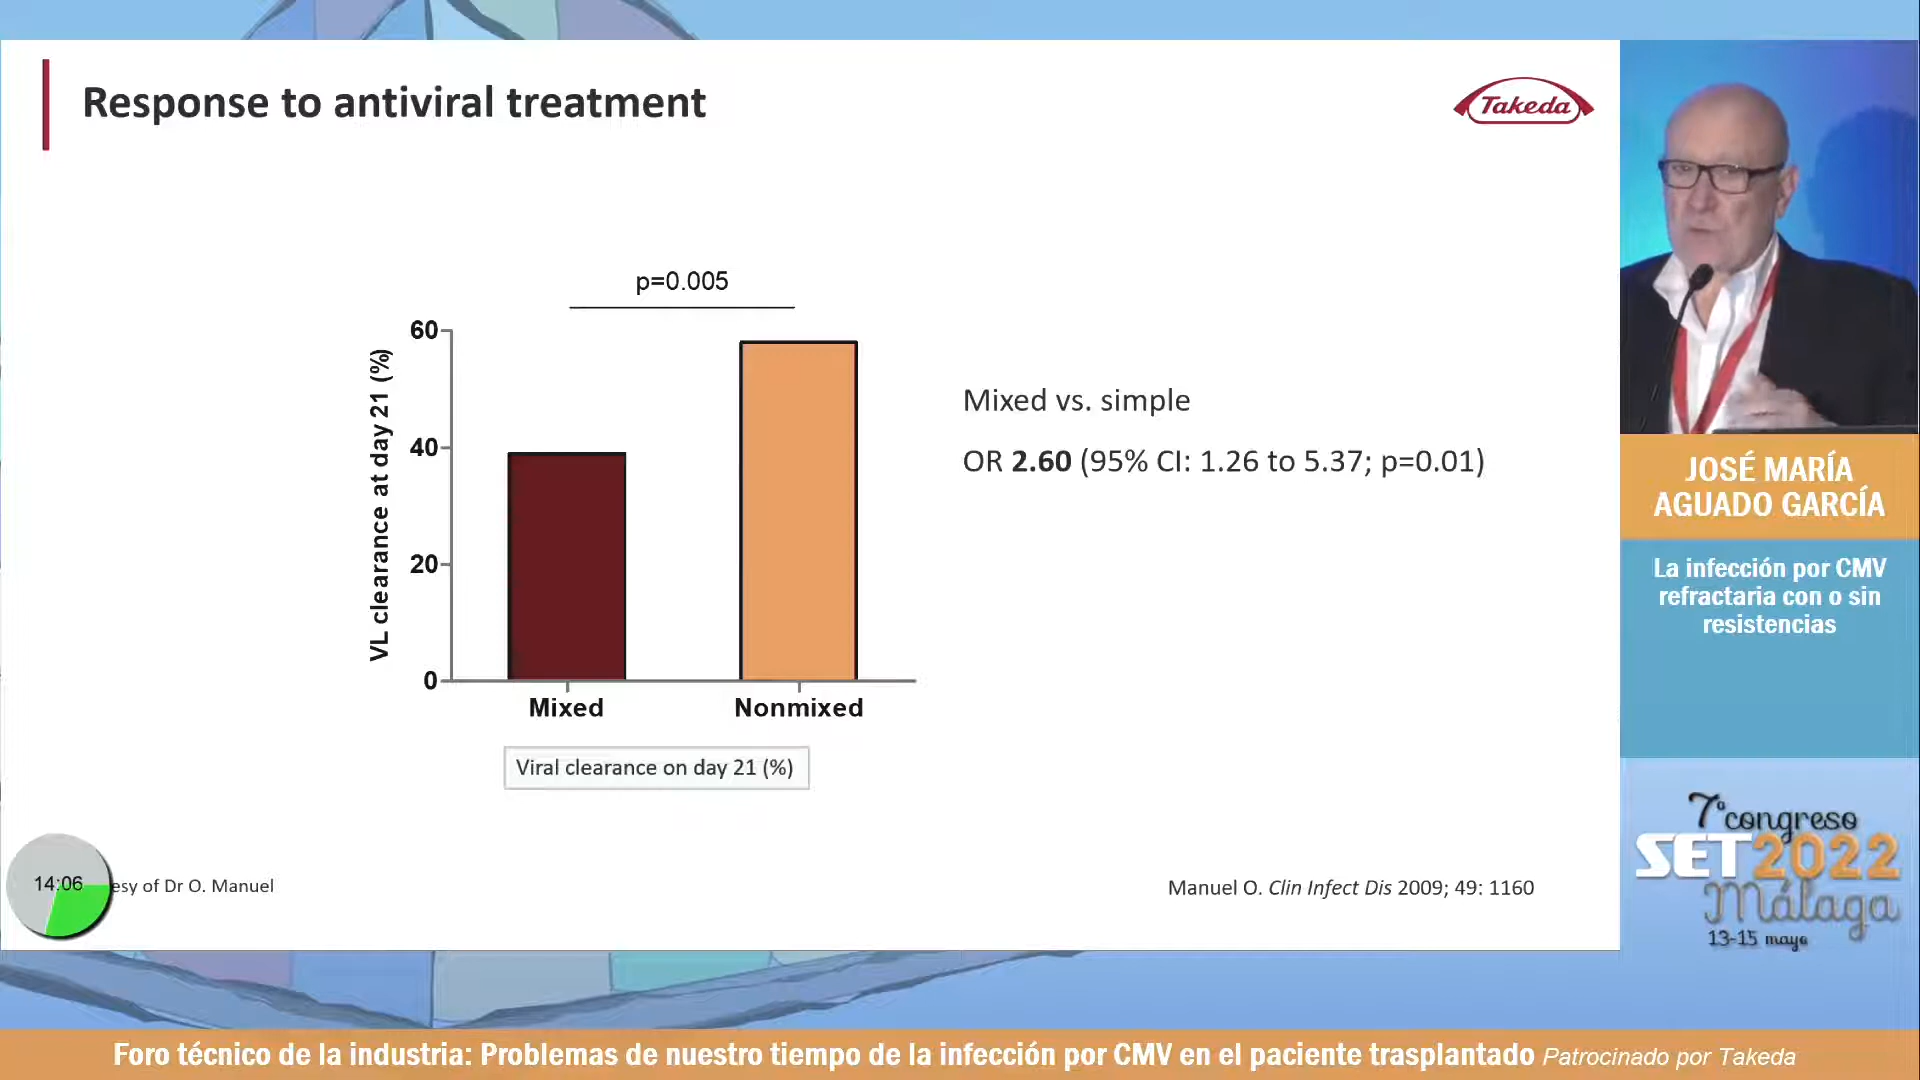 Response to antiviral treatment
Takeda
p=0.005
60
40
20
0
VL clearance at day 21 (%)
Mixed
Nonmixed
Viral clearance on day 21 (%)
Mixed vs. simple
OR 2.60 (95% CI: 1.26 to 5.37; p=0.01)
14:06
esy of Dr O. Manuel
Manuel O. Clin Infect Dis 2009; 49: 1160
JOSÉ MARÍA
AGUADO GARCÍA
La infección por CMV
refractaria con o sin
resistencias
7º congreso
SET2022
Málaga
13-15 mayo
Foro técnico de la industria: Problemas de nuestro tiempo de la infección por CMV en el paciente trasplantado Patrocinado por Takeda